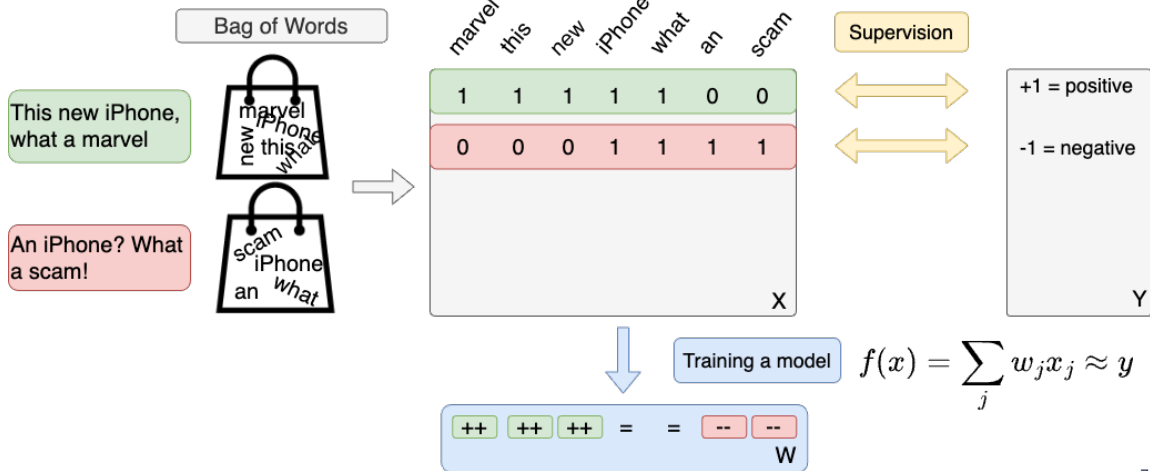 Bag of Words
marvel this new iPhone what an scam
Supervision
This new iPhone,
what a marvel
marvel
iPhone
new
this
what
1 1 1 1 1 0 0
+1 = positive
0 0 0 1 1 1 1
-1 = negative
An iPhone? What
a scam!
scam
iPhone
an
what
X
Y
Training a model
f(x) = ∑_j w_j x_j ≈ y
++ ++ ++ = = -- --
W